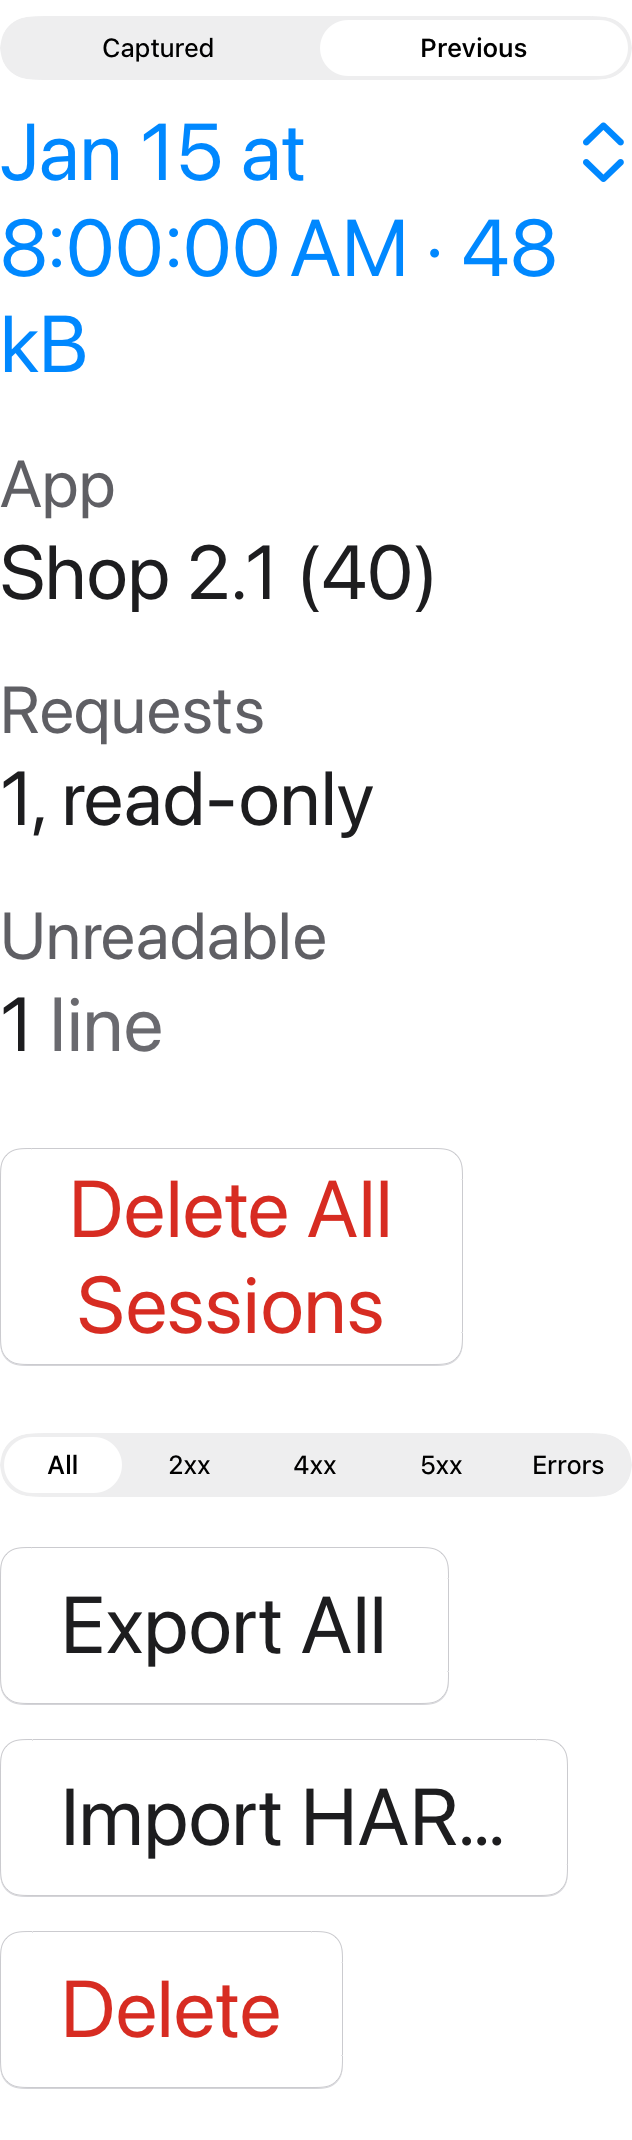 Captured Previous
Jan 15 at
8:00:00 AM · 48
kB
App
Shop 2.1 (40)
Requests
1, read-only
Unreadable
1 line
Delete All
Sessions
All 2xx 4xx 5xx Errors
Export All
Import HAR...
Delete